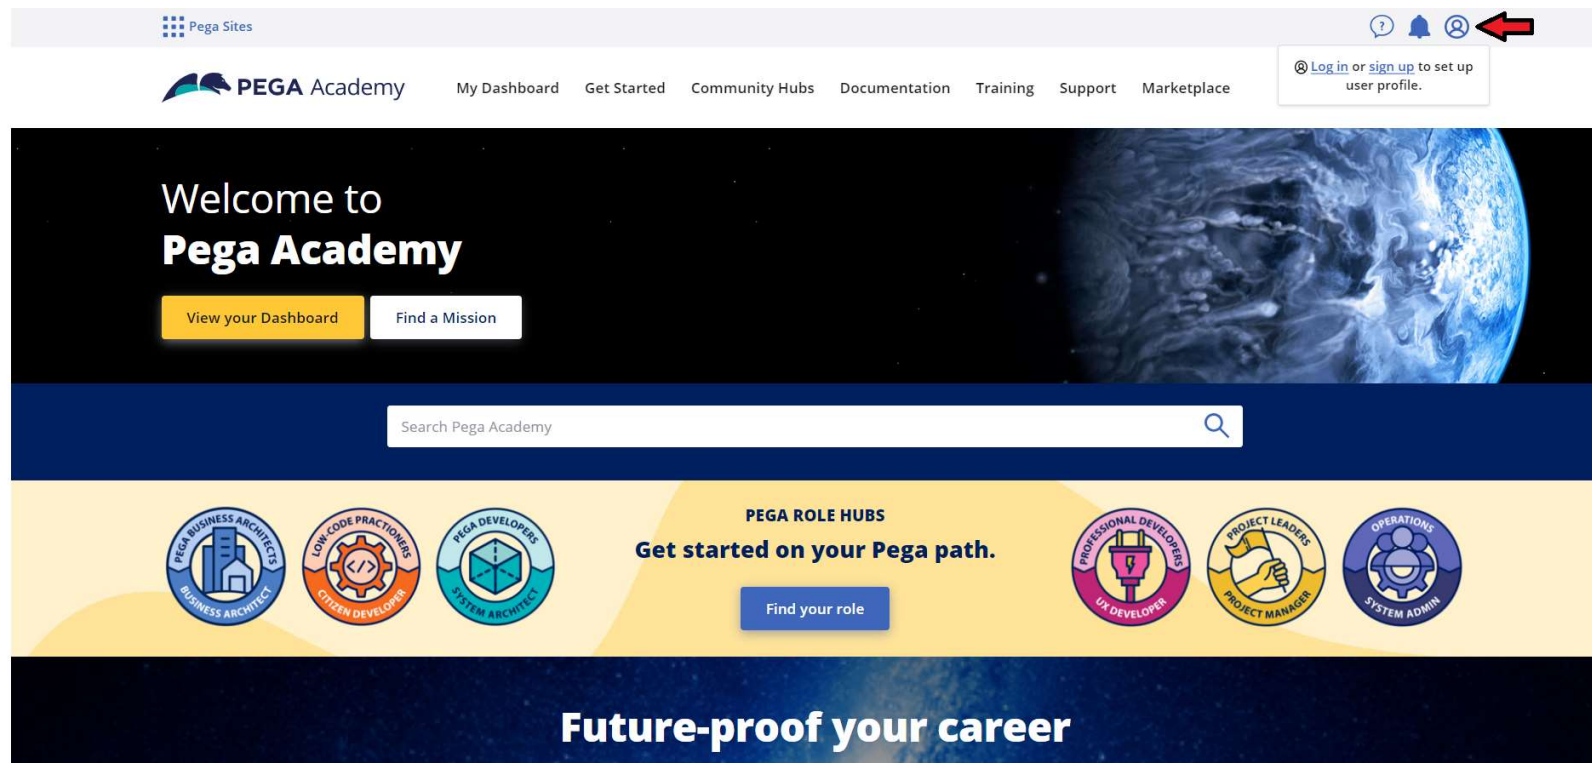 Pega Sites
?
Log in or sign up to set up
user profile.
PEGA Academy
My Dashboard Get Started Community Hubs Documentation Training Support Marketplace
Welcome to
Pega Academy
View your Dashboard
Find a Mission
Search Pega Academy
PEGA BUSINESS ARCHITECTS
BUSINESS ARCHITECT
LOW-CODE PRACTIONERS
</>
CITIZEN DEVELOPER
PEGA DEVELOPERS
SYSTEM ARCHITECT
PEGA ROLE HUBS
Get started on your Pega path.
Find your role
PROFESSIONAL DEVELOPERS
UX DEVELOPER
PROJECT LEADERS
PROJECT MANAGER
OPERATIONS
SYSTEM ADMIN
Future-proof your career